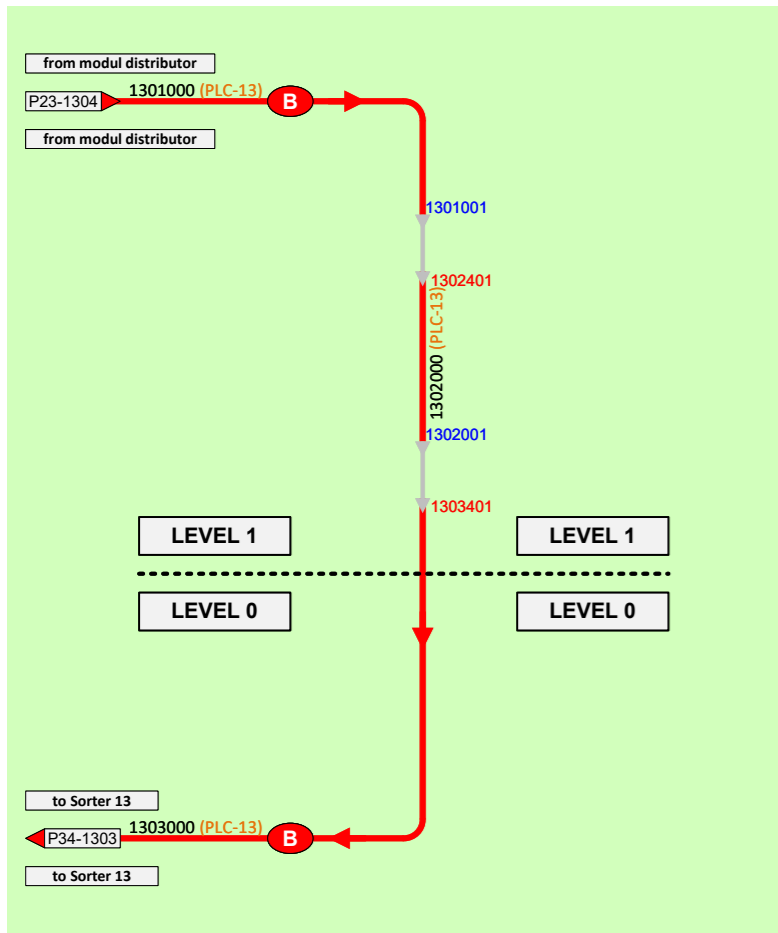 from modul distributor
P23-1304
1301000 (PLC-13)
B
from modul distributor
1301001
1302401
1302000 (PLC-13)
1302001
1303401
LEVEL 1
LEVEL 1
LEVEL 0
LEVEL 0
to Sorter 13
P34-1303
1303000 (PLC-13)
B
to Sorter 13